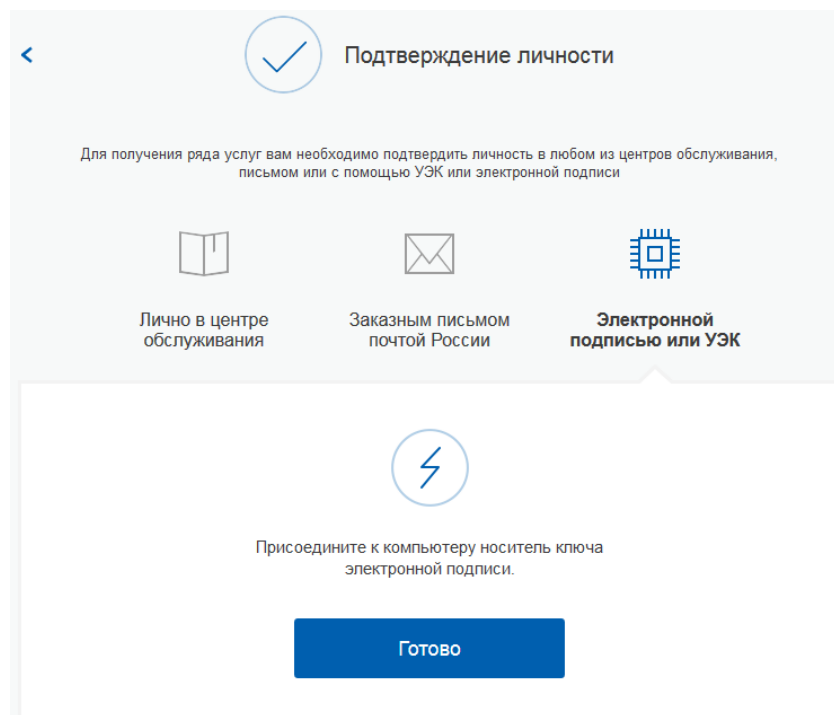 Подтверждение личности
Для получения ряда услуг вам необходимо подтвердить личность в любом из центров обслуживания,
письмом или с помощью УЭК или электронной подписи
Лично в центре
обслуживания
Заказным письмом
почтой России
Электронной
подписью или УЭК
Присоедините к компьютеру носитель ключа
электронной подписи.
Готово